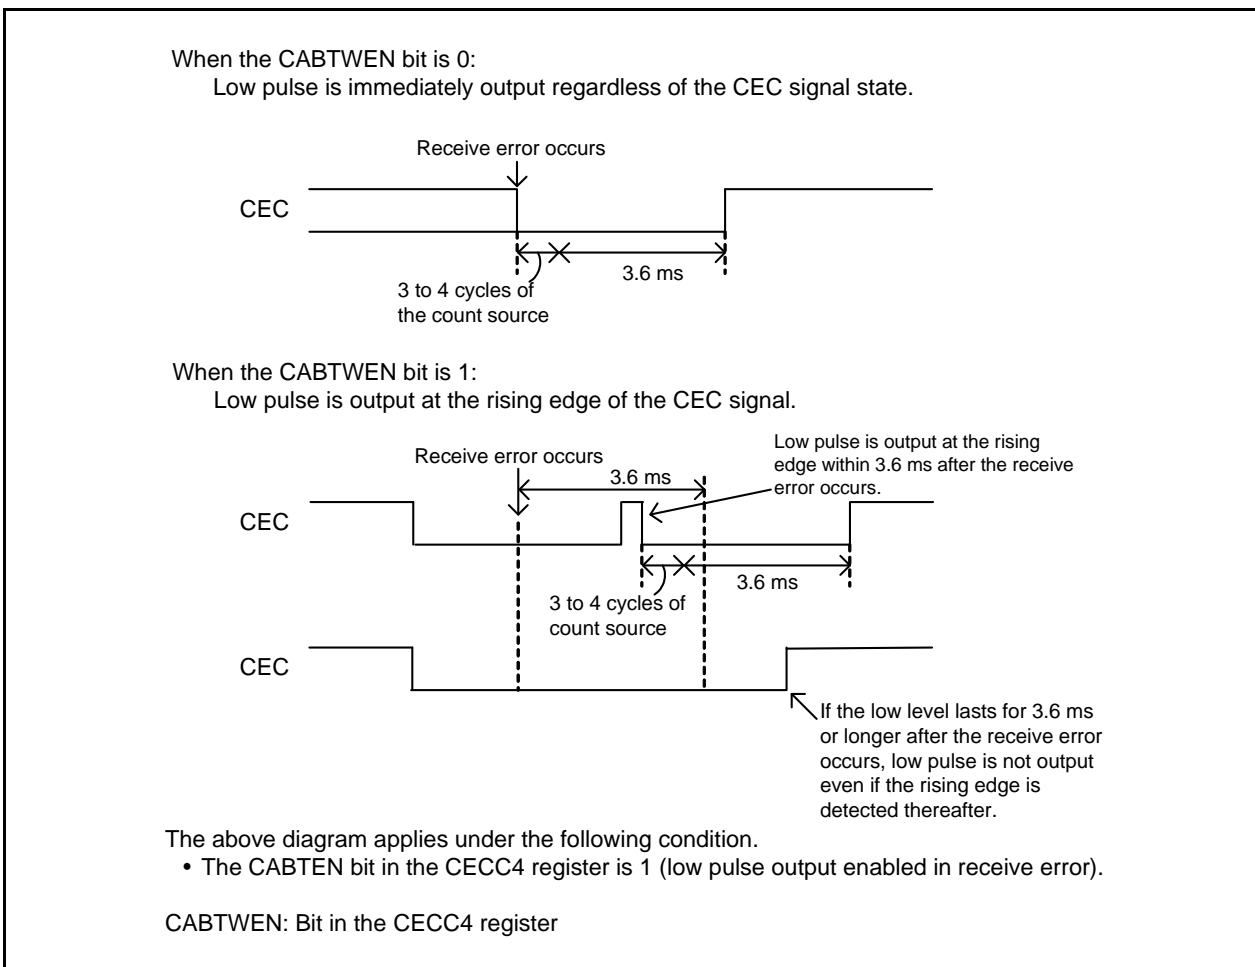 When the CABTWEN bit is 0:
Low pulse is immediately output regardless of the CEC signal state.
Receive error occurs
CEC
3.6 ms
3 to 4 cycles of
the count source
When the CABTWEN bit is 1:
Low pulse is output at the rising edge of the CEC signal.
Low pulse is output at the rising
edge within 3.6 ms after the receive
error occurs.
Receive error occurs
3.6 ms
CEC
3.6 ms
3 to 4 cycles of
count source
CEC
If the low level lasts for 3.6 ms
or longer after the receive error
occurs, low pulse is not output
even if the rising edge is
detected thereafter.
The above diagram applies under the following condition.
• The CABTEN bit in the CECC4 register is 1 (low pulse output enabled in receive error).
CABTWEN: Bit in the CECC4 register